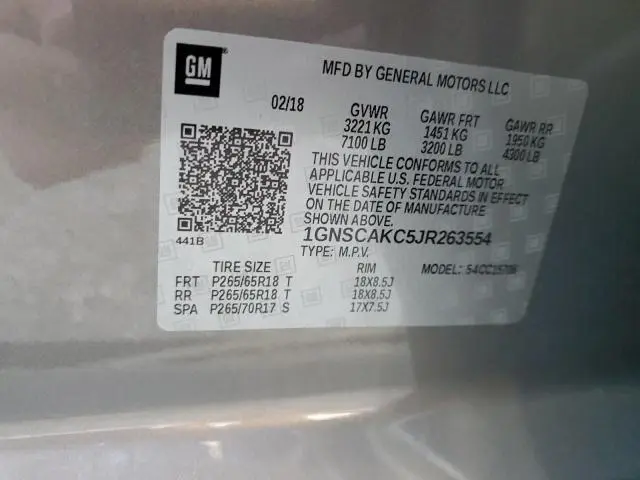 GM
MFD BY GENERAL MOTORS LLC
02/18 GVWR GAWR FRT GAWR RR
3221 KG 1451 KG 1950 KG
7100 LB 3200 LB 4300 LB
THIS VEHICLE CONFORMS TO ALL
APPLICABLE U.S. FEDERAL MOTOR
VEHICLE SAFETY STANDARDS IN EFFECT
ON THE DATE OF MANUFACTURE
SHOWN ABOVE.
441B
1GNSCAKC5JR263554
TYPE: M.P.V. MODEL:
TIRE SIZE RIM
FRT P265/65R18 T 18X8.5J
RR P265/65R18 T 18X8.5J
SPA P265/70R17 S 17X7.5J